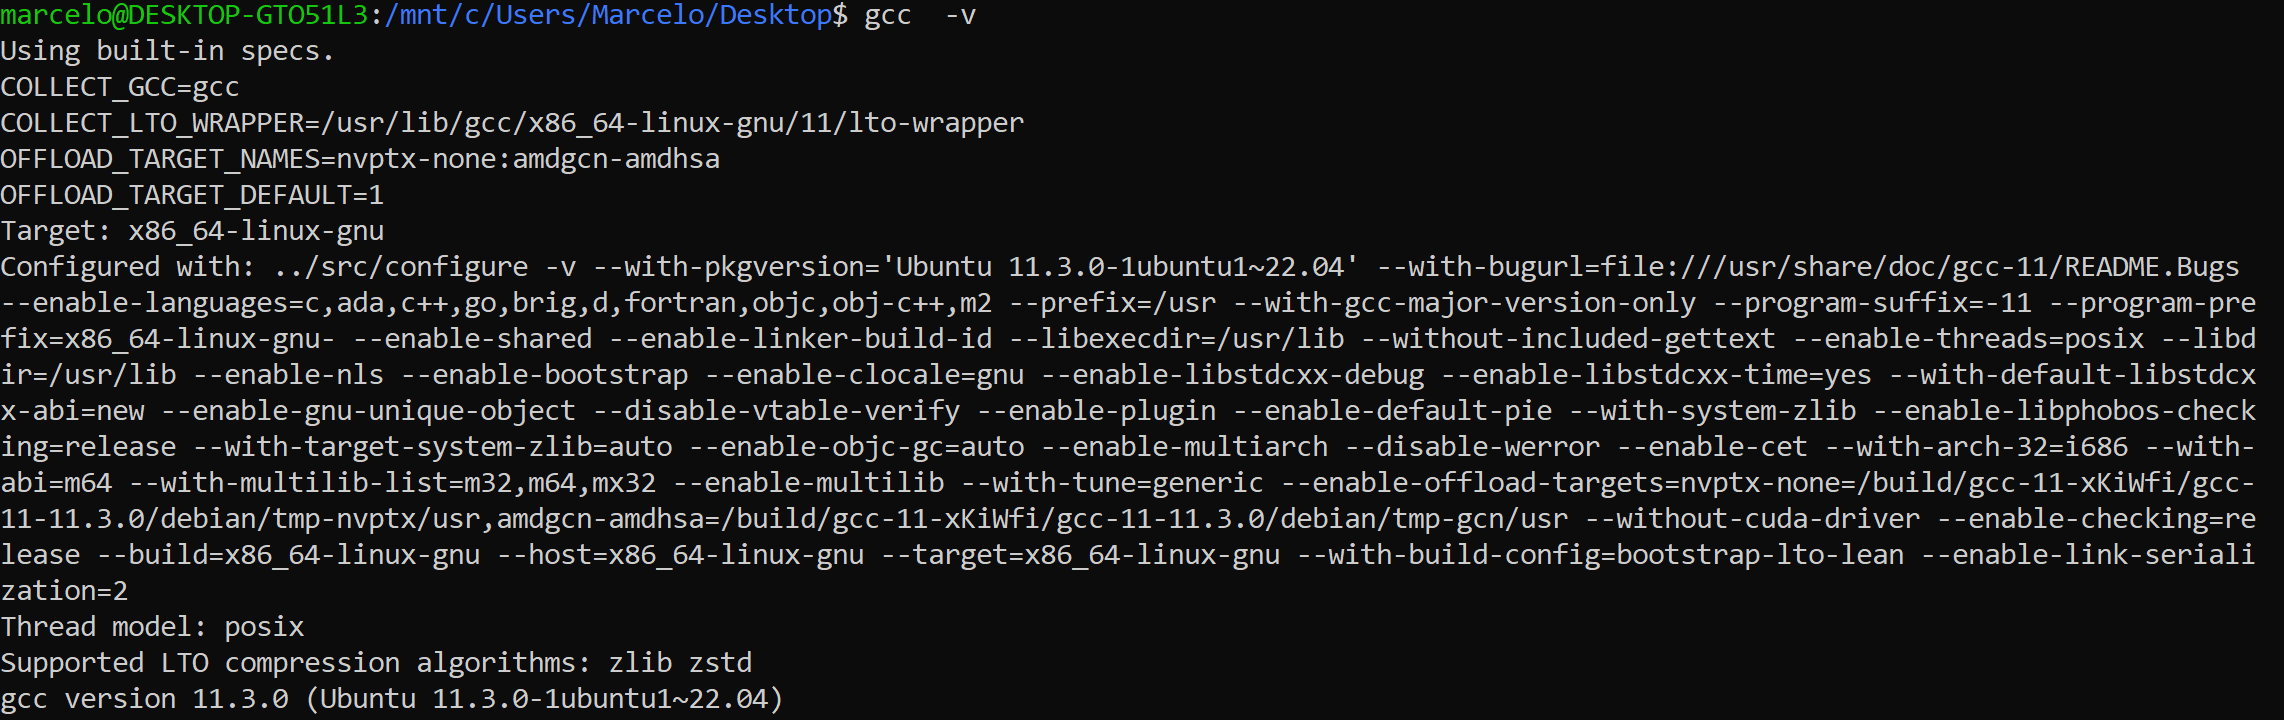 marcelo@DESKTOP-GTO51L3:/mnt/c/Users/Marcelo/Desktop$ gcc  -v
Using built-in specs.
COLLECT_GCC=gcc
COLLECT_LTO_WRAPPER=/usr/lib/gcc/x86_64-linux-gnu/11/lto-wrapper
OFFLOAD_TARGET_NAMES=nvptx-none:amdgcn-amdhsa
OFFLOAD_TARGET_DEFAULT=1
Target: x86_64-linux-gnu
Configured with: ../src/configure -v --with-pkgversion='Ubuntu 11.3.0-1ubuntu1~22.04' --with-bugurl=file:///usr/share/doc/gcc-11/README.Bugs
--enable-languages=c,ada,c++,go,brig,d,fortran,objc,obj-c++,m2 --prefix=/usr --with-gcc-major-version-only --program-suffix=-11 --program-pre
fix=x86_64-linux-gnu- --enable-shared --enable-linker-build-id --libexecdir=/usr/lib --without-included-gettext --enable-threads=posix --libd
ir=/usr/lib --enable-nls --enable-bootstrap --enable-clocale=gnu --enable-libstdcxx-debug --enable-libstdcxx-time=yes --with-default-libstdcx
x-abi=new --enable-gnu-unique-object --disable-vtable-verify --enable-plugin --enable-default-pie --with-system-zlib --enable-libphobos-check
ing=release --with-target-system-zlib=auto --enable-objc-gc=auto --enable-multiarch --disable-werror --enable-cet --with-arch-32=i686 --with-
abi=m64 --with-multilib-list=m32,m64,mx32 --enable-multilib --with-tune=generic --enable-offload-targets=nvptx-none=/build/gcc-11-xKiWfi/gcc-
11-11.3.0/debian/tmp-nvptx/usr,amdgcn-amdhsa=/build/gcc-11-xKiWfi/gcc-11-11.3.0/debian/tmp-gcn/usr --without-cuda-driver --enable-checking=re
lease --build=x86_64-linux-gnu --host=x86_64-linux-gnu --target=x86_64-linux-gnu --with-build-config=bootstrap-lto-lean --enable-link-seriali
zation=2
Thread model: posix
Supported LTO compression algorithms: zlib zstd
gcc version 11.3.0 (Ubuntu 11.3.0-1ubuntu1~22.04)